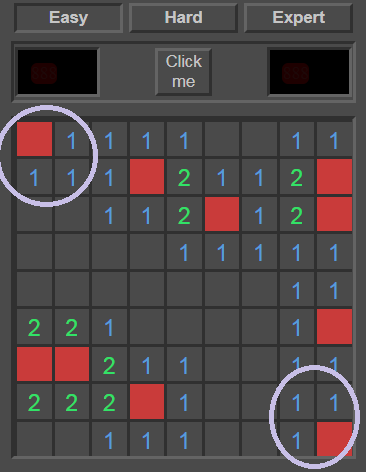 Easy Hard Expert
Click
me
1 1 1 1 1 1
1 1 1 2 1 1 2
1 1 2 1 2
1 1 1 1 1
1 1
2 2 1 1
2 1 1 1 1
2 2 2 1 1 1
1 1 1 1